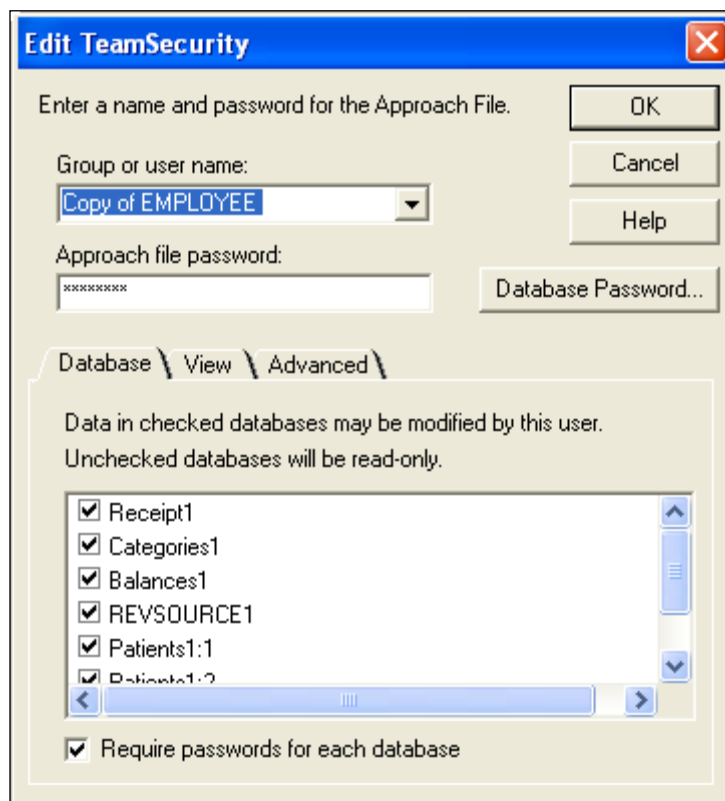 Edit TeamSecurity
Enter a name and password for the Approach File.
OK
Group or user name:
Cancel
Copy of EMPLOYEE
Help
Approach file password:
********
Database Password...
Database
View
Advanced
Data in checked databases may be modified by this user.
Unchecked databases will be read-only.
Receipt1
Categories1
Balances1
REVSOURCE1
Patients1:1
Patients1:2
Require passwords for each database